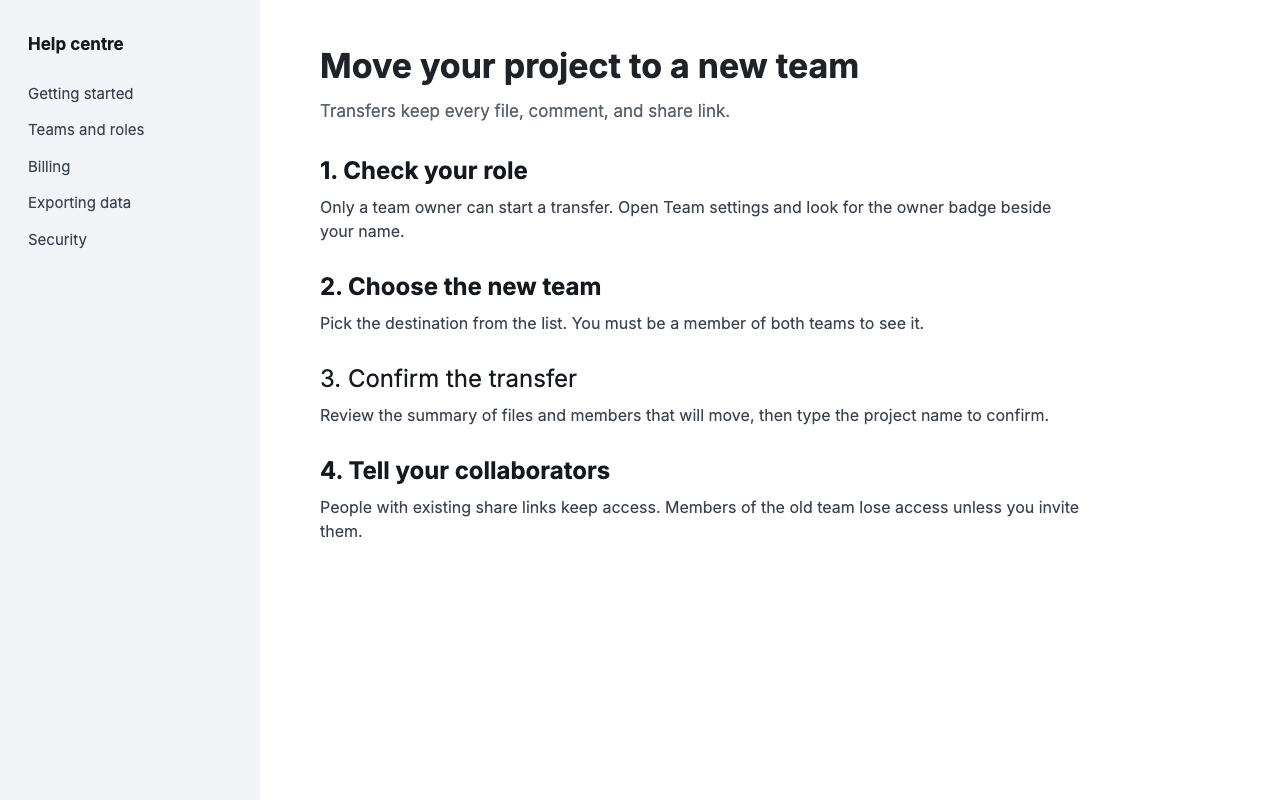 Help centre
Getting started
Teams and roles
Billing
Exporting data
Security
Move your project to a new team
Transfers keep every file, comment, and share link.
1. Check your role
Only a team owner can start a transfer. Open Team settings and look for the owner badge beside
your name.
2. Choose the new team
Pick the destination from the list. You must be a member of both teams to see it.
3. Confirm the transfer
Review the summary of files and members that will move, then type the project name to confirm.
4. Tell your collaborators
People with existing share links keep access. Members of the old team lose access unless you invite
them.